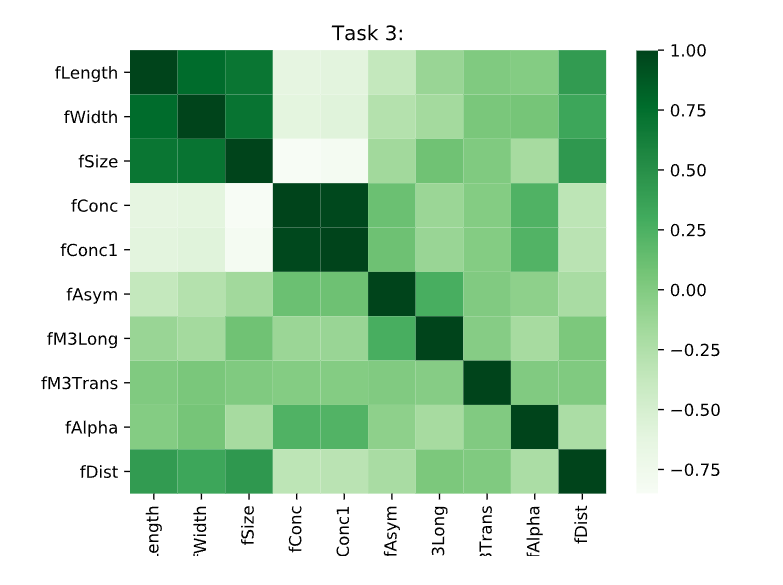 Task 3:
fLength
fWidth
fSize
fConc
fConc1
fAsym
fM3Long
fM3Trans
fAlpha
fDist
ength
Width
fSize
fConc
Conc1
fAsym
3Long
Trans
fAlpha
fDist
1.00
0.75
0.50
0.25
0.00
−0.25
−0.50
−0.75